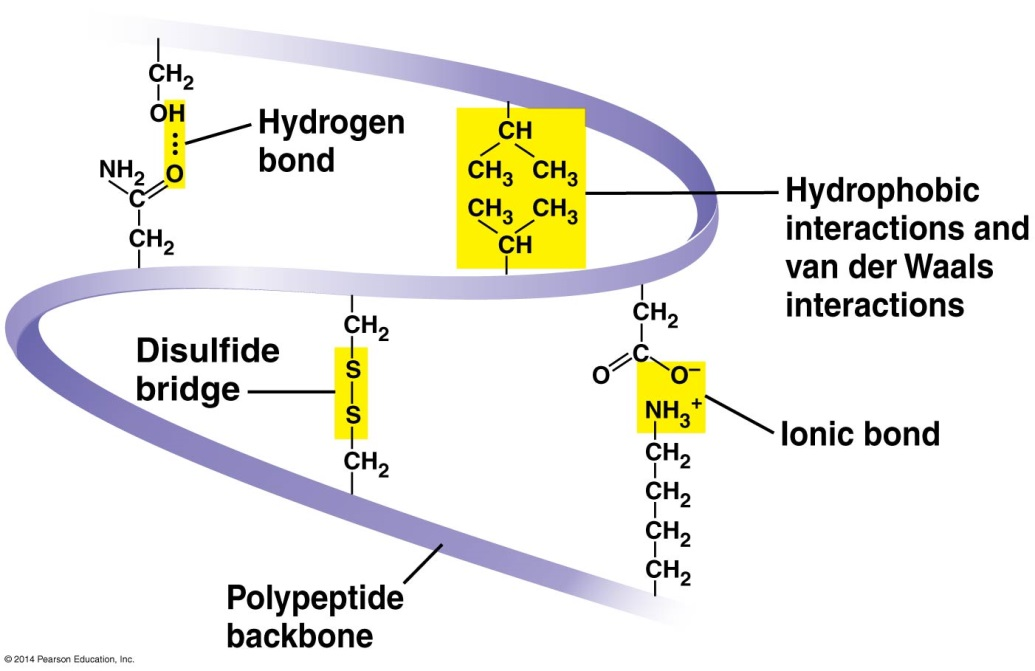 CH₂
OH
NH₂
O
C
CH₂
Hydrogen
bond
CH
CH₃ CH₃
CH₃ CH₃
CH
Hydrophobic
interactions and
van der Waals
interactions
CH₂
S
S
CH₂
Disulfide
bridge
CH₂
C
O O⁻
NH₃⁺
CH₂
CH₂
CH₂
CH₂
Ionic bond
Polypeptide
backbone
© 2014 Pearson Education, Inc.